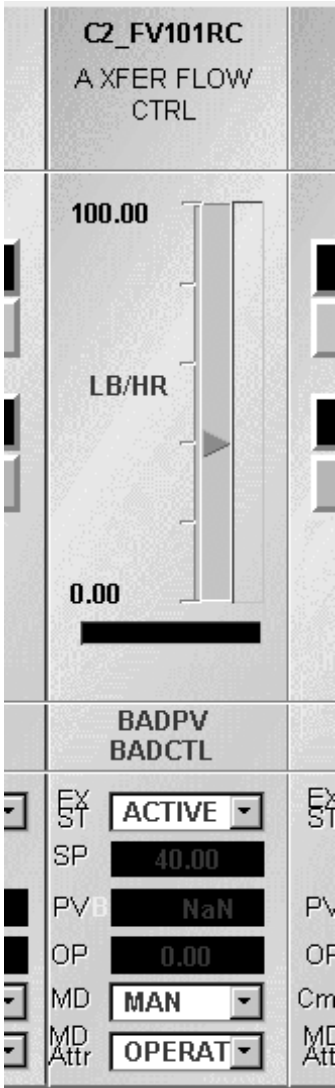 C2_FV101RC
A XFER FLOW
CTRL
100.00
LB/HR
0.00
BADPV
BADCTL
EX
ST ACTIVE
SP 40.00
PV B NaN
OP 0.00
MD MAN
MD
Attr OPERAT
EX
ST
PV
OP
Cm
MD
Attr